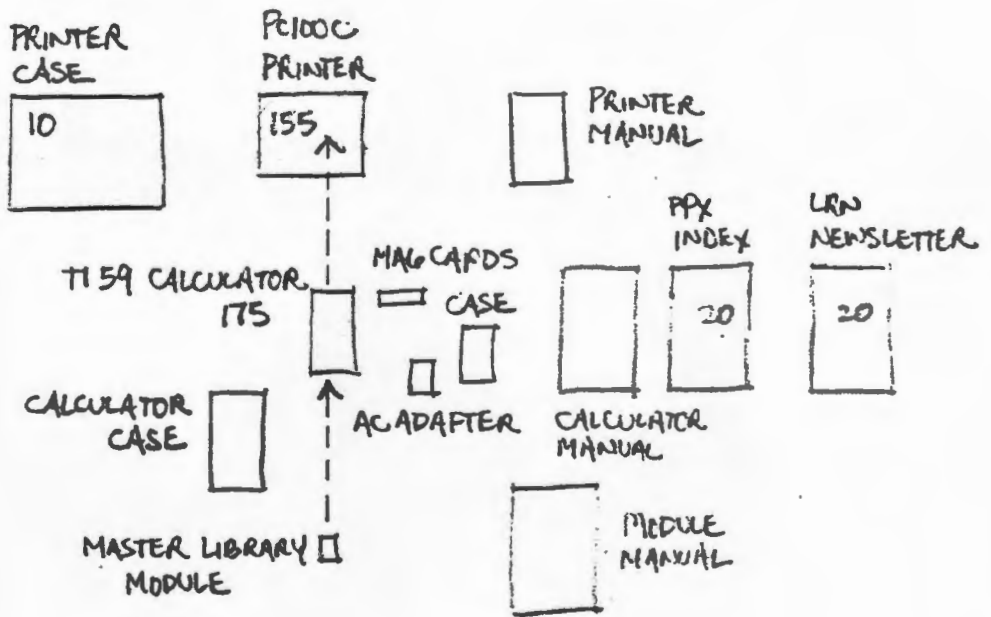 PRINTER
CASE
10
PC100C
PRINTER
155
PRINTER
MANUAL
PPX
INDEX
20
LRN
NEWSLETTER
20
TI 59 CALCULATOR
175
MAG CARDS
CASE
AC ADAPTER
CALCULATOR
MANUAL
CALCULATOR
CASE
MASTER LIBRARY
MODULE
MODULE
MANUAL